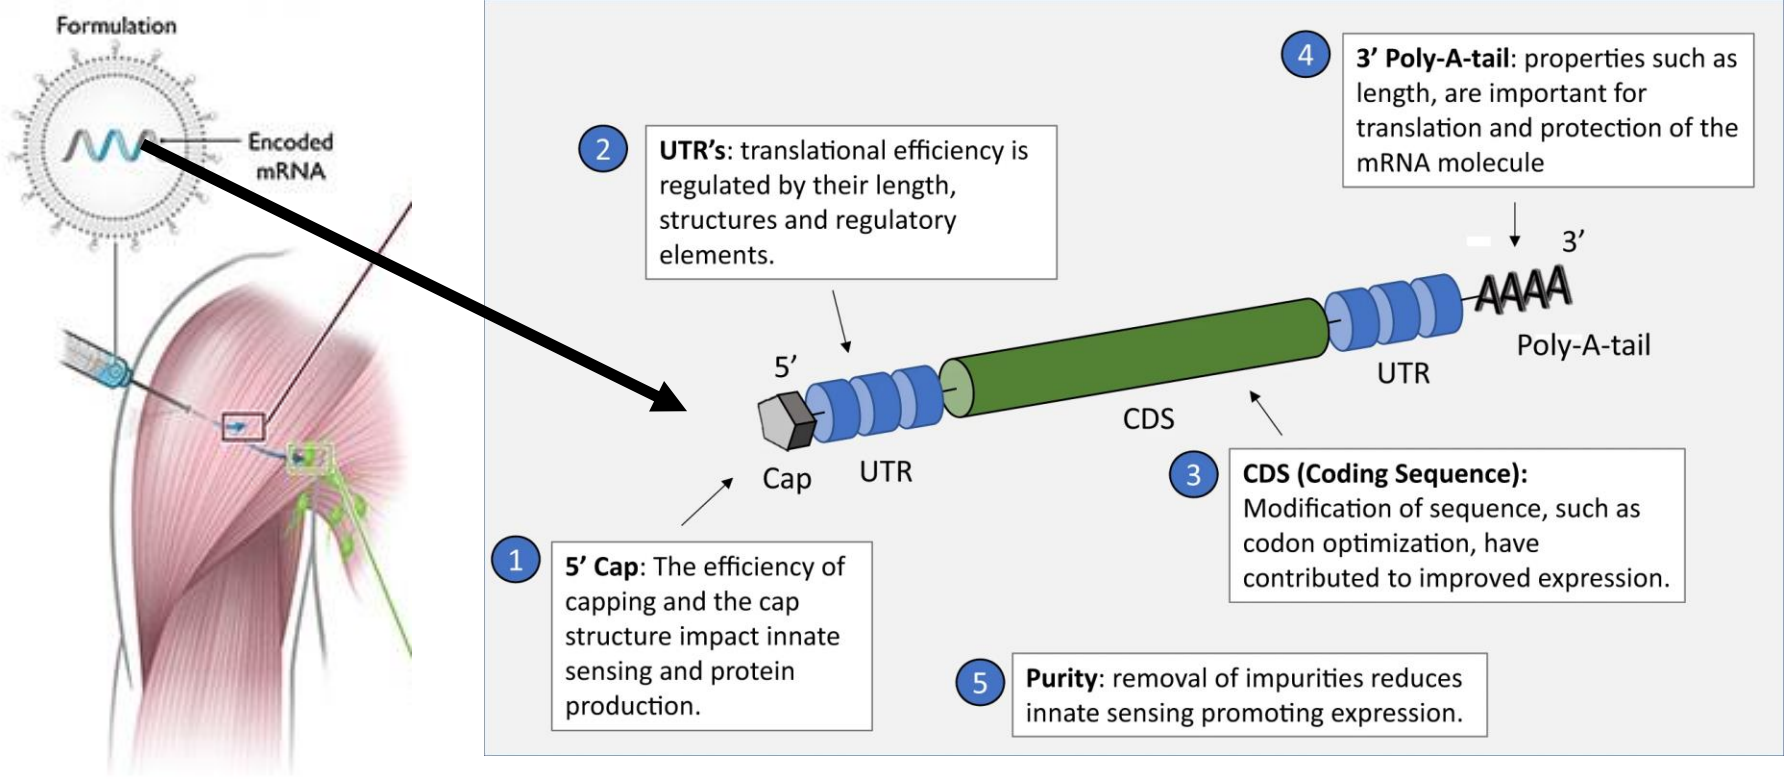 Formulation
Encoded
mRNA
1
5’ Cap: The efficiency of
capping and the cap
structure impact innate
sensing and protein
production.
2
UTR’s: translational efficiency is
regulated by their length,
structures and regulatory
elements.
3
CDS (Coding Sequence):
Modification of sequence, such as
codon optimization, have
contributed to improved expression.
4
3’ Poly-A-tail: properties such as
length, are important for
translation and protection of the
mRNA molecule
5
Purity: removal of impurities reduces
innate sensing promoting expression.
5’
Cap
UTR
CDS
UTR
AAAA
3’
Poly-A-tail